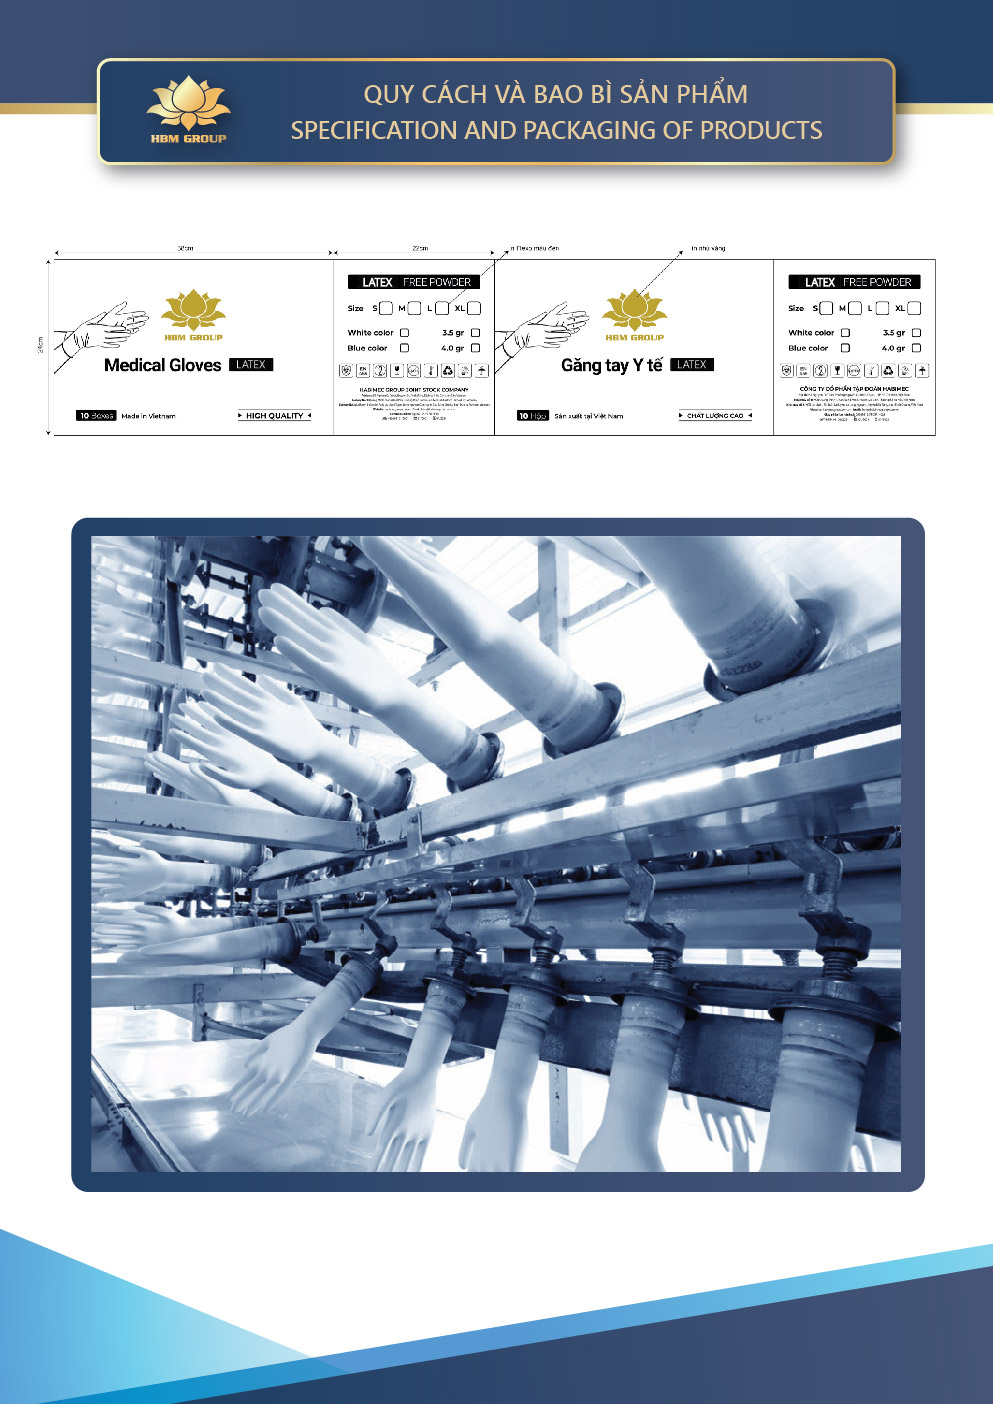 QUY CÁCH VÀ BAO BÌ SẢN PHẨM
SPECIFICATION AND PACKAGING OF PRODUCTS
HBM GROUP
38cm
22cm
in Flexo màu đen
in nhũ vàng
24cm
HBM GROUP
Medical Gloves LATEX
10 Boxes Made in Vietnam
HIGH QUALITY
LATEX FREE POWDER
Size S M L XL
White color 3.5 gr
Blue color 4.0 gr
HABIMEC GROUP JOINT STOCK COMPANY
HBM GROUP
Găng tay Y tế LATEX
10 Hộp Sản xuất tại Việt Nam
CHẤT LƯỢNG CAO
LATEX FREE POWDER
Size S M L XL
White color 3.5 gr
Blue color 4.0 gr
CÔNG TY CỔ PHẦN TẬP ĐOÀN HABIMEC